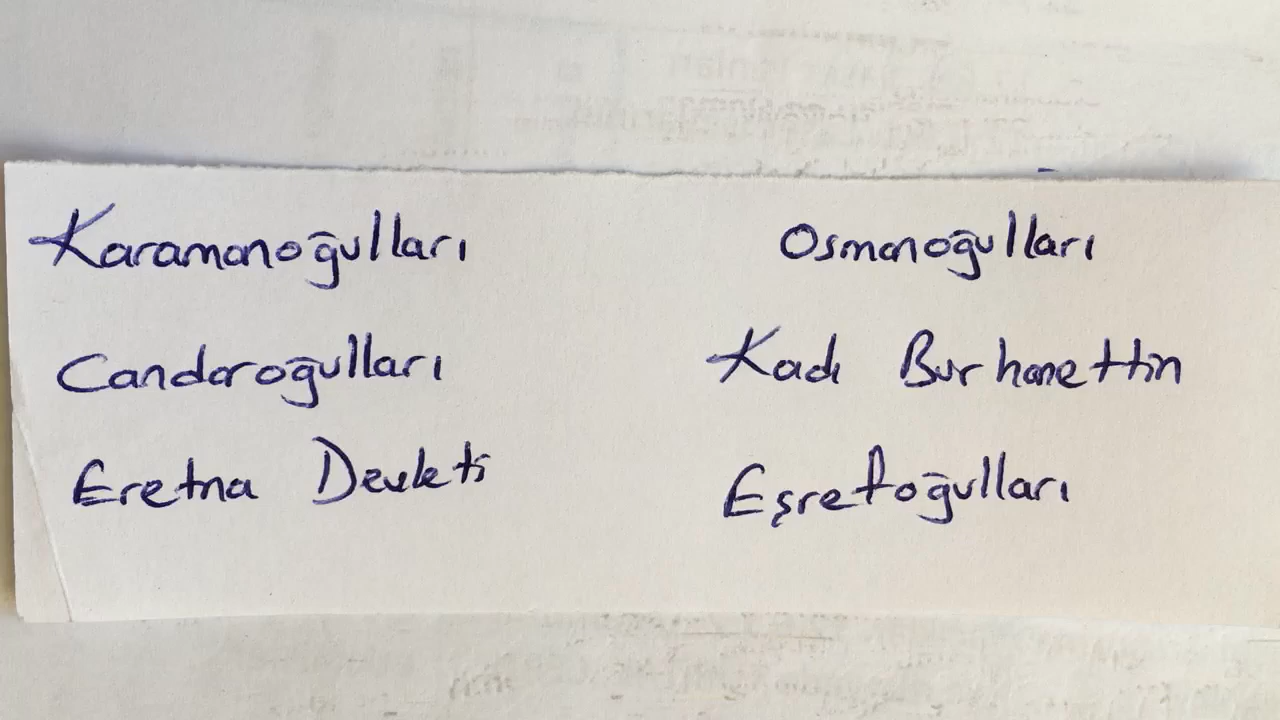 Karamanoğulları Osmanoğulları
Candaroğulları Kadı Burhanettin
Eretna Devleti Eşrefoğulları